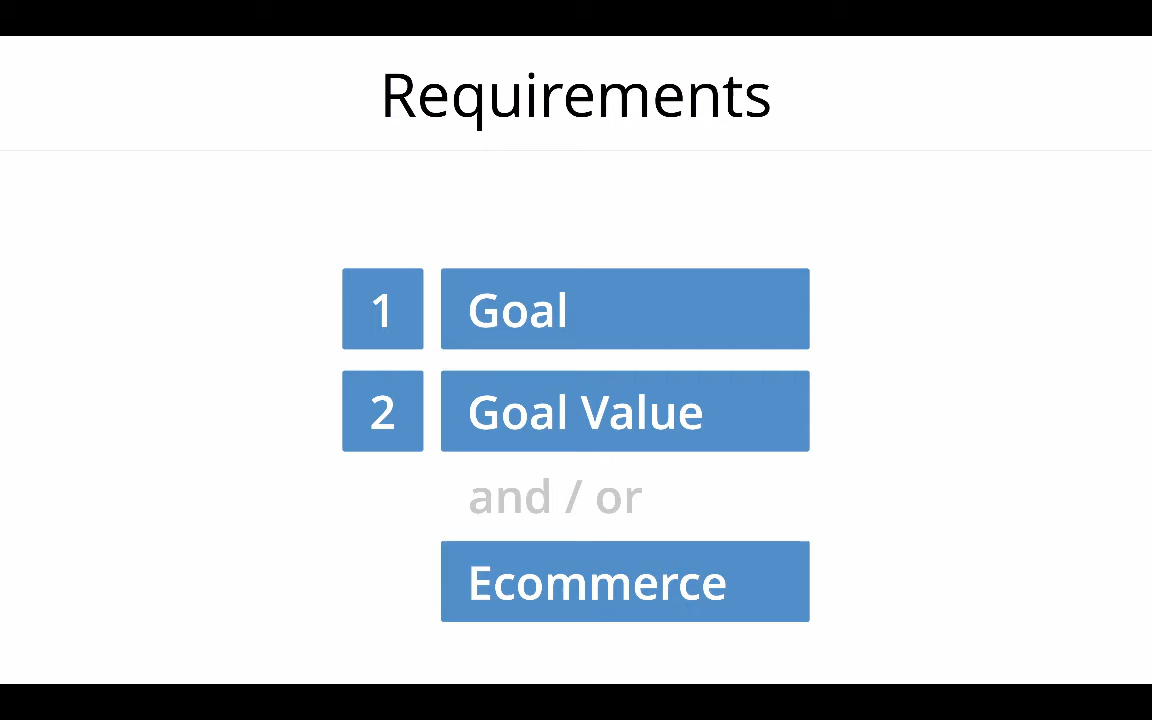 Requirements
1 Goal
2 Goal Value
and / or
Ecommerce